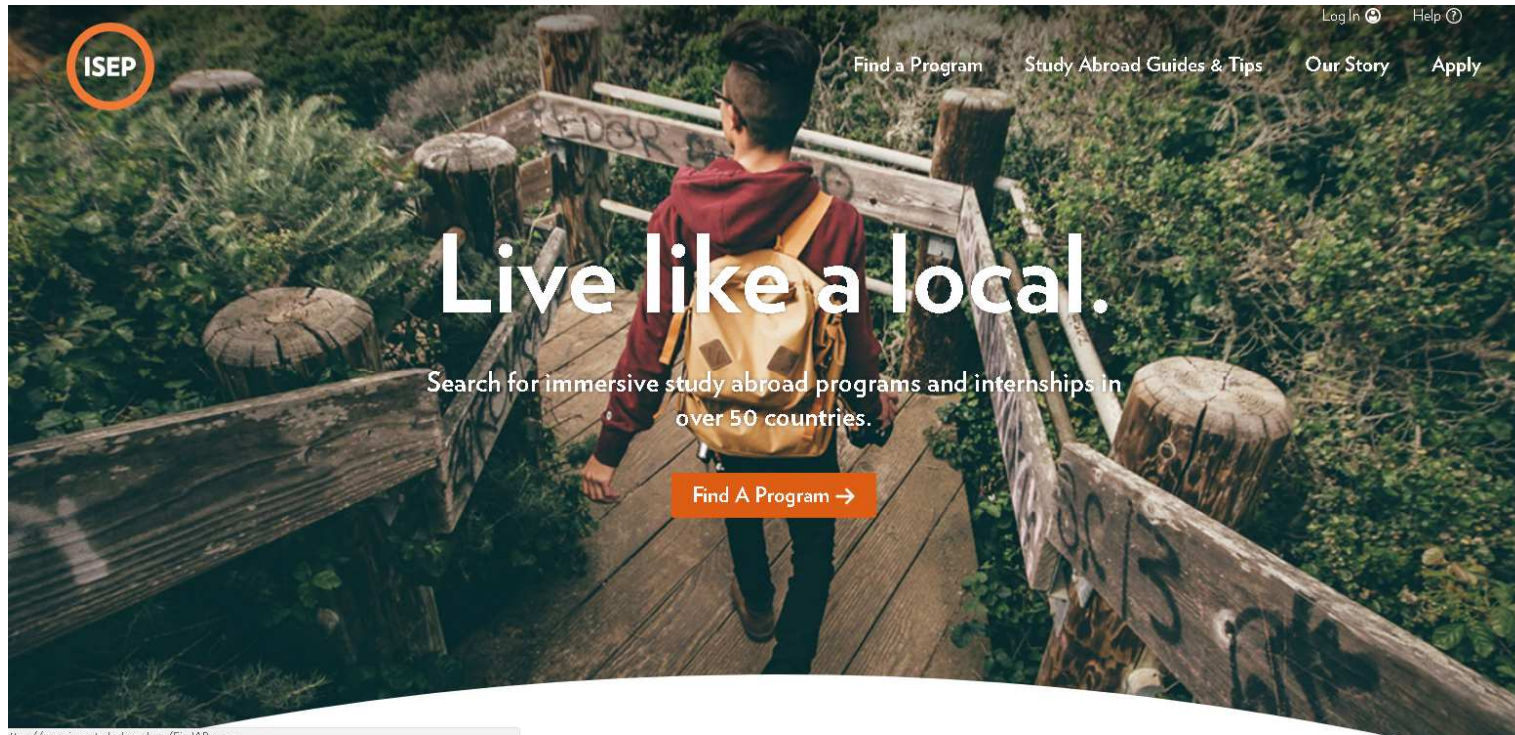 Log In
Help ?
ISEP
Find a Program
Study Abroad Guides & Tips
Our Story
Apply
Live like a local.
Search for immersive study abroad programs and internships in
over 50 countries.
Find A Program →